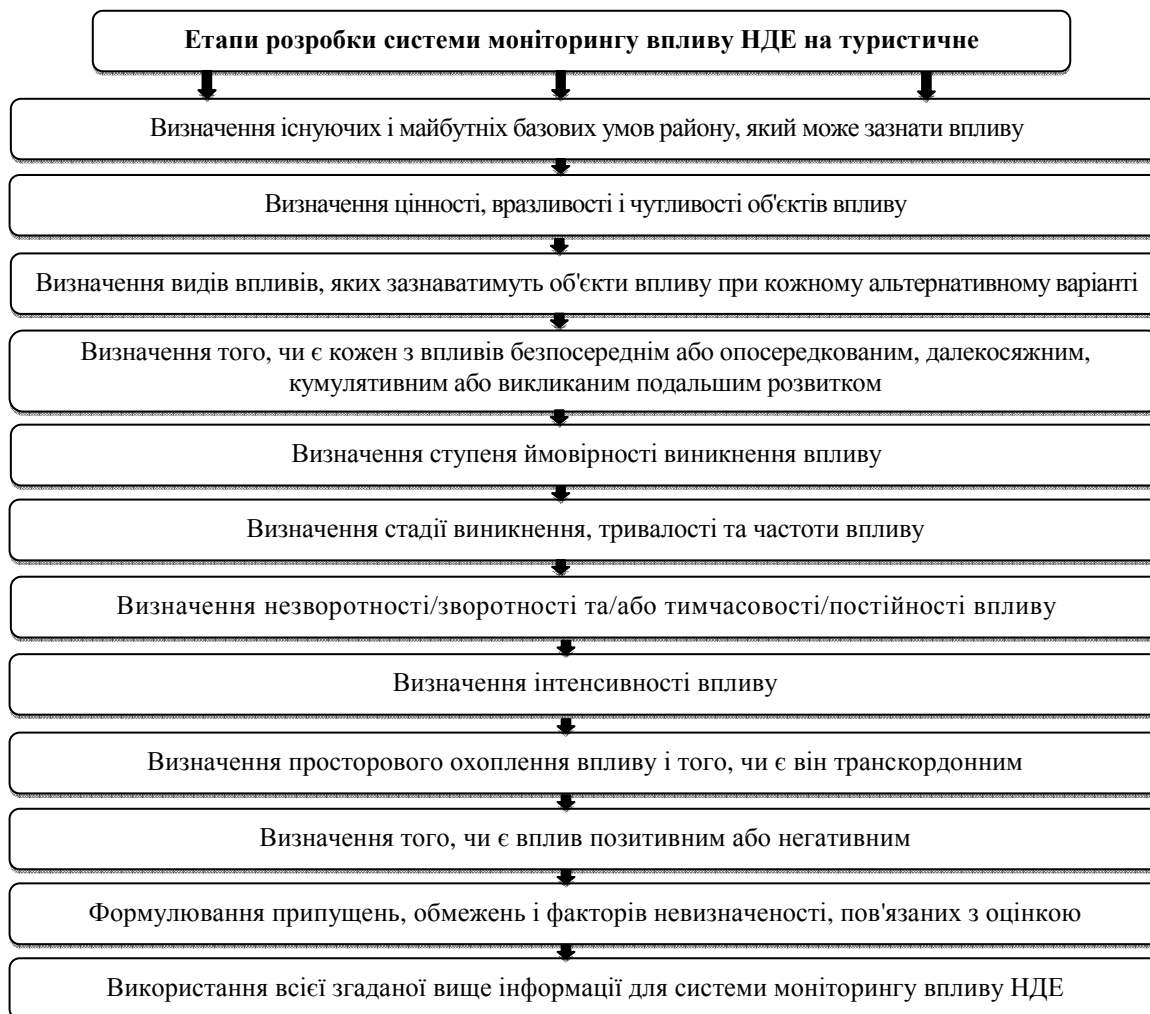 Етапи розробки системи моніторингу впливу НДЕ на туристичне
Визначення існуючих і майбутніх базових умов району, який може зазнати впливу
Визначення цінності, вразливості і чутливості об'єктів впливу
Визначення видів впливів, яких зазнаватимуть об'єкти впливу при кожному альтернативному варіанті
Визначення того, чи є кожен з впливів безпосереднім або опосередкованим, далекосяжним,
кумулятивним або викликаним подальшим розвитком
Визначення ступеня ймовірності виникнення впливу
Визначення стадії виникнення, тривалості та частоти впливу
Визначення незворотності/зворотності та/або тимчасовості/постійності впливу
Визначення інтенсивності впливу
Визначення просторового охоплення впливу і того, чи є він транскордонним
Визначення того, чи є вплив позитивним або негативним
Формулювання припущень, обмежень і факторів невизначеності, пов'язаних з оцінкою
Використання всієї згаданої вище інформації для системи моніторингу впливу НДЕ